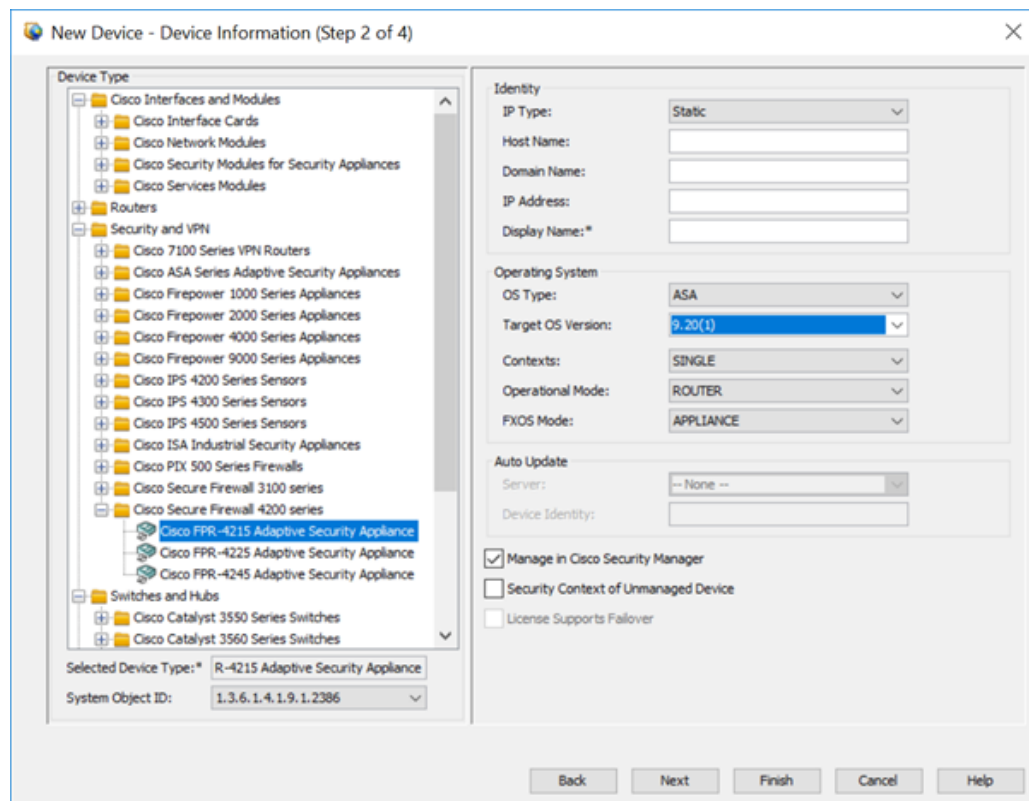 New Device - Device Information (Step 2 of 4)
Device Type
Cisco Interfaces and Modules
Cisco Interface Cards
Cisco Network Modules
Cisco Security Modules for Security Appliances
Cisco Services Modules
Routers
Security and VPN
Cisco 7100 Series VPN Routers
Cisco ASA Series Adaptive Security Appliances
Cisco Firepower 1000 Series Appliances
Cisco Firepower 2000 Series Appliances
Cisco Firepower 4000 Series Appliances
Cisco Firepower 9000 Series Appliances
Cisco IPS 4200 Series Sensors
Cisco IPS 4300 Series Sensors
Cisco IPS 4500 Series Sensors
Cisco ISA Industrial Security Appliances
Cisco PIX 500 Series Firewalls
Cisco Secure Firewall 3100 series
Cisco Secure Firewall 4200 series
Cisco FPR-4215 Adaptive Security Appliance
Cisco FPR-4225 Adaptive Security Appliance
Cisco FPR-4245 Adaptive Security Appliance
Switches and Hubs
Cisco Catalyst 3550 Series Switches
Cisco Catalyst 3560 Series Switches
Selected Device Type:* R-4215 Adaptive Security Appliance
System Object ID: 1.3.6.1.4.1.9.1.2386
Identity
IP Type: Static
Host Name:
Domain Name:
IP Address:
Display Name:*
Operating System
OS Type: ASA
Target OS Version: 9.20(1)
Contexts: SINGLE
Operational Mode: ROUTER
FXOS Mode: APPLIANCE
Auto Update
Server: -- None --
Device Identity:
Manage in Cisco Security Manager
Security Context of Unmanaged Device
License Supports Failover
Back Next Finish Cancel Help